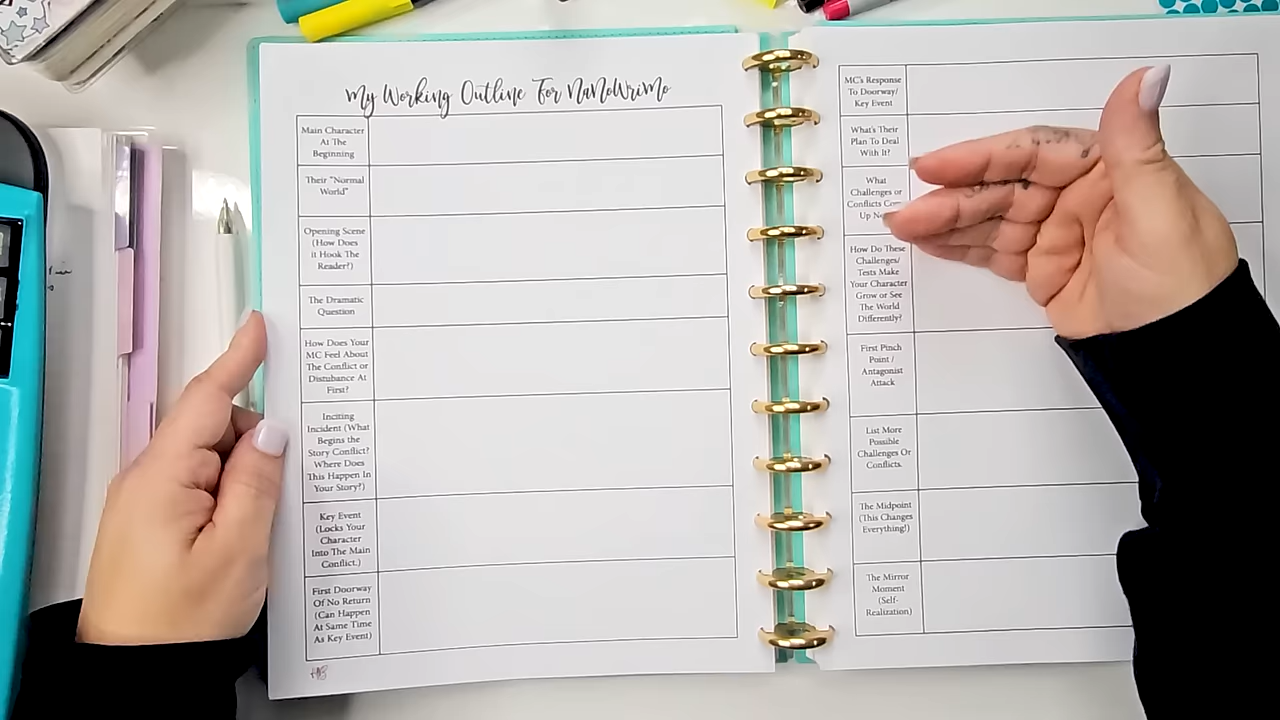 My Working Outline For NaNoWriMo
Main Character
At The
Beginning
Their "Normal
World"
Opening Scene
(How Does
it Hook The
Reader?)
The Dramatic
Question
How Does Your
MC Feel About
The Conflict or
Distubance At
First?
Inciting
Incident (What
Begins the
Story Conflict?
Where Does
This Happen In
Your Story?)
Key Event
(Locks Your
Character
Into The Main
Conflict.)
First Doorway
Of No Return
(Can Happen
At Same Time
As Key Event)
MC's Response
To Doorway/
Key Event
What's Their
Plan To Deal
With It?
What
Challenges or
Conflicts
Up
How Do These
Challenges/
Tests Make
Your Character
Grow or See
The World
Differently?
First Pinch
Point /
Antagonist
Attack
List More
Possible
Challenges Or
Conflicts.
The Midpoint
(This Changes
Everything!)
The Mirror
Moment
(Self-
Realization)